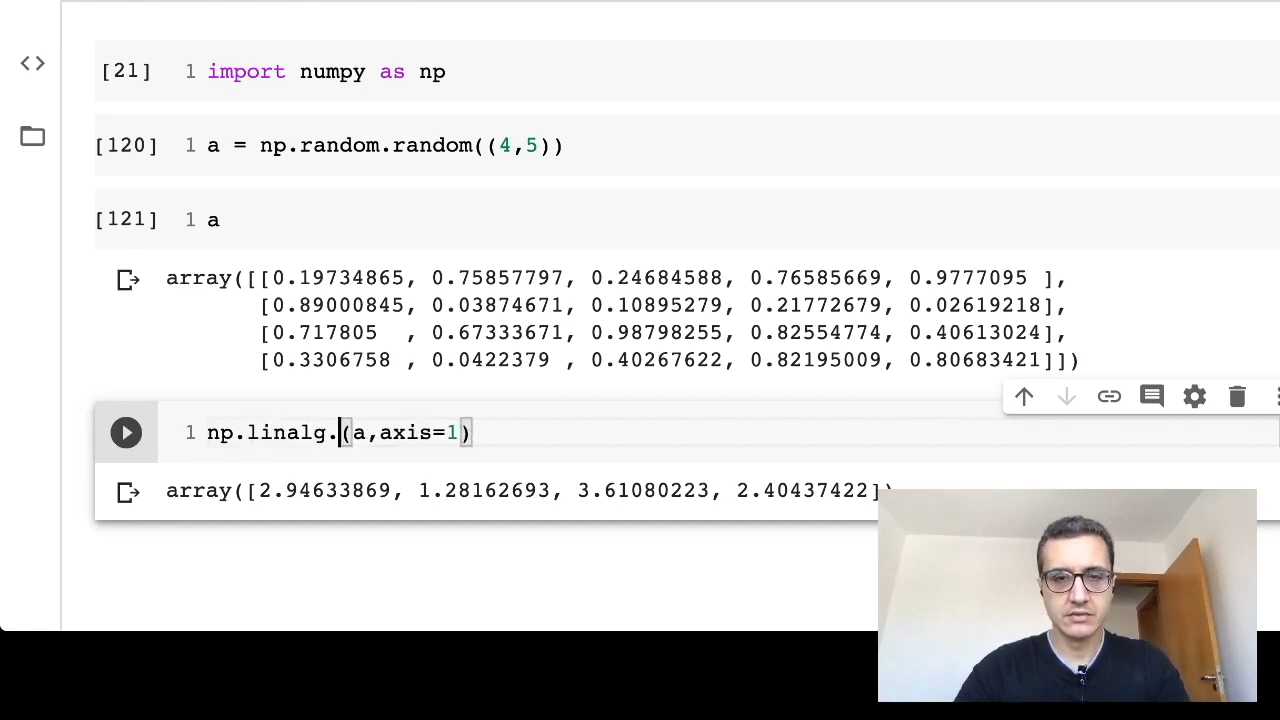 [21] 1 import numpy as np
[120] 1 a = np.random.random((4,5))
[121] 1 a
array([[0.19734865, 0.75857797, 0.24684588, 0.76585669, 0.9777095 ],
[0.89000845, 0.03874671, 0.10895279, 0.21772679, 0.02619218],
[0.717805  , 0.67333671, 0.98798255, 0.82554774, 0.40613024],
[0.3306758 , 0.0422379 , 0.40267622, 0.82195009, 0.80683421]])
1 np.linalg.(a,axis=1)
array([2.94633869, 1.28162693, 3.61080223, 2.40437422])